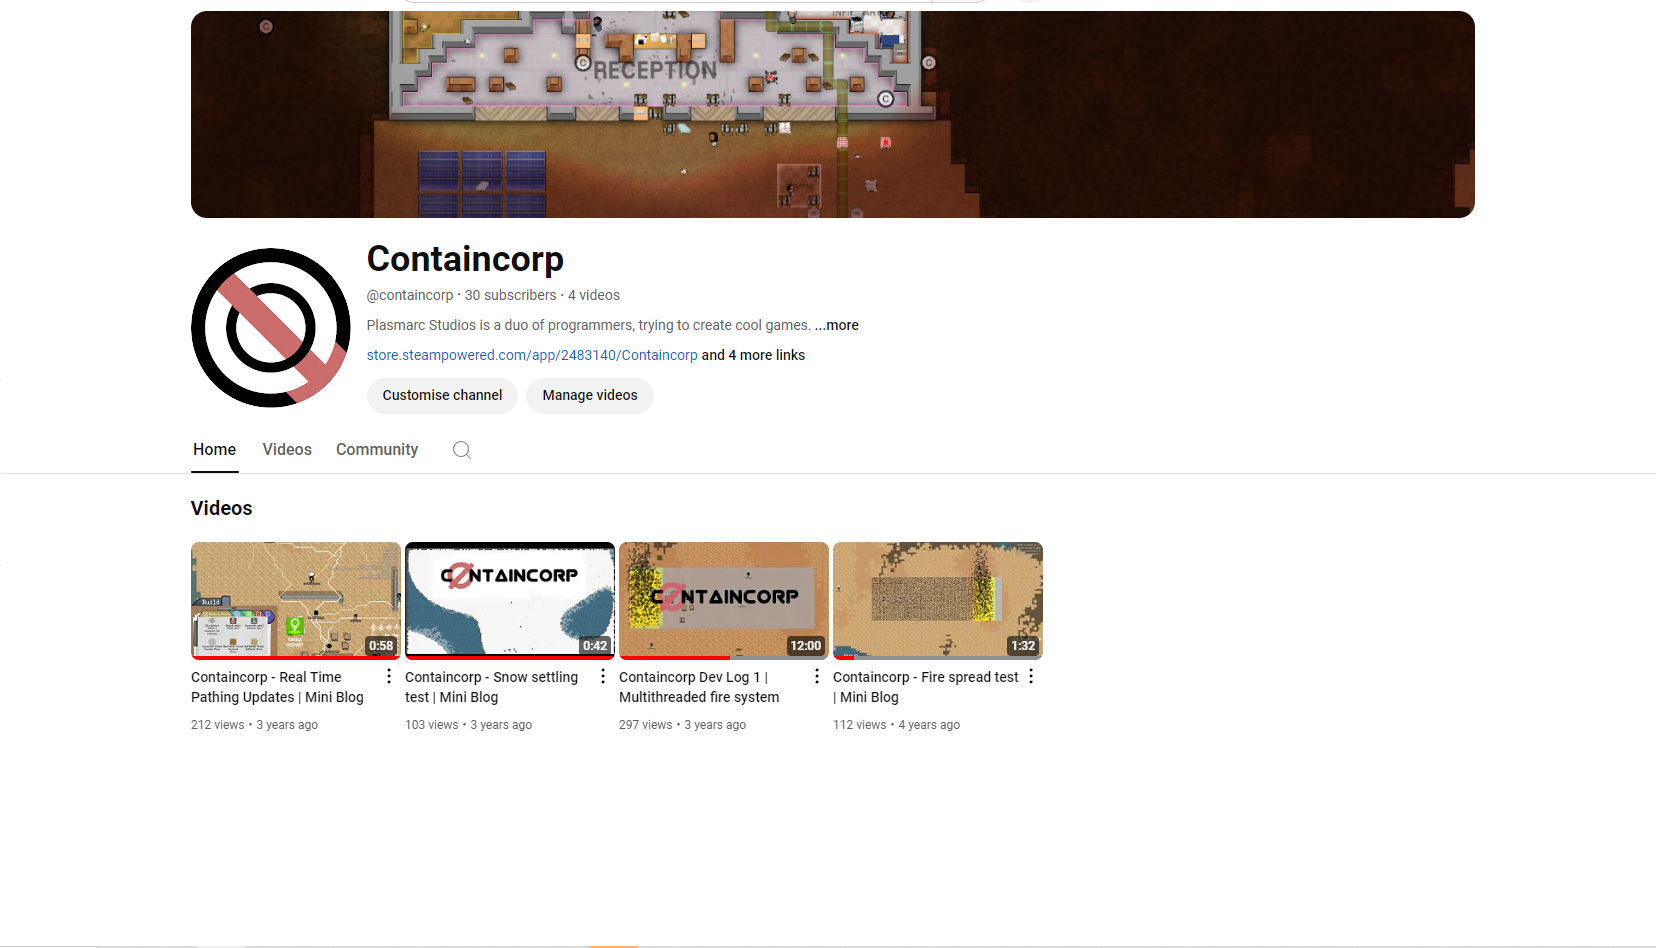 RECEPTION
Containcorp
@containcorp · 30 subscribers · 4 videos
Plasmarc Studios is a duo of programmers, trying to create cool games. ...more
store.steampowered.com/app/2483140/Containcorp and 4 more links
Customise channel Manage videos
Home Videos Community
Videos
Build
0:58
CØNTAINCORP
0:42
CØNTAINCORP
12:00
1:32
Containcorp - Real Time
Pathing Updates | Mini Blog
212 views • 3 years ago
Containcorp - Snow settling
test | Mini Blog
103 views • 3 years ago
Containcorp Dev Log 1 |
Multithreaded fire system
297 views • 3 years ago
Containcorp - Fire spread test
| Mini Blog
112 views • 4 years ago